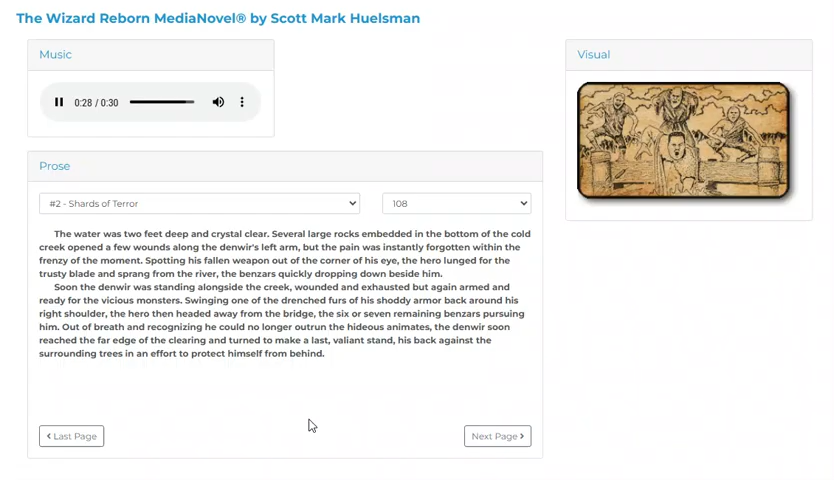 The Wizard Reborn MediaNovel® by Scott Mark Huelsman
Music
0:28 / 0:30
Visual
Prose
#2 - Shards of Terror
108
The water was two feet deep and crystal clear. Several large rocks embedded in the bottom of the cold
creek opened a few wounds along the denwir's left arm, but the pain was instantly forgotten within the
frenzy of the moment. Spotting his fallen weapon out of the corner of his eye, the hero lunged for the
trusty blade and sprang from the river, the benzars quickly dropping down beside him.
Soon the denwir was standing alongside the creek, wounded and exhausted but again armed and
ready for the vicious monsters. Swinging one of the drenched furs of his shoddy armor back around his
right shoulder, the hero then headed away from the bridge, the six or seven remaining benzars pursuing
him. Out of breath and recognizing he could no longer outrun the hideous animates, the denwir soon
reached the far edge of the clearing and turned to make a last, valiant stand, his back against the
surrounding trees in an effort to protect himself from behind.
Last Page
Next Page